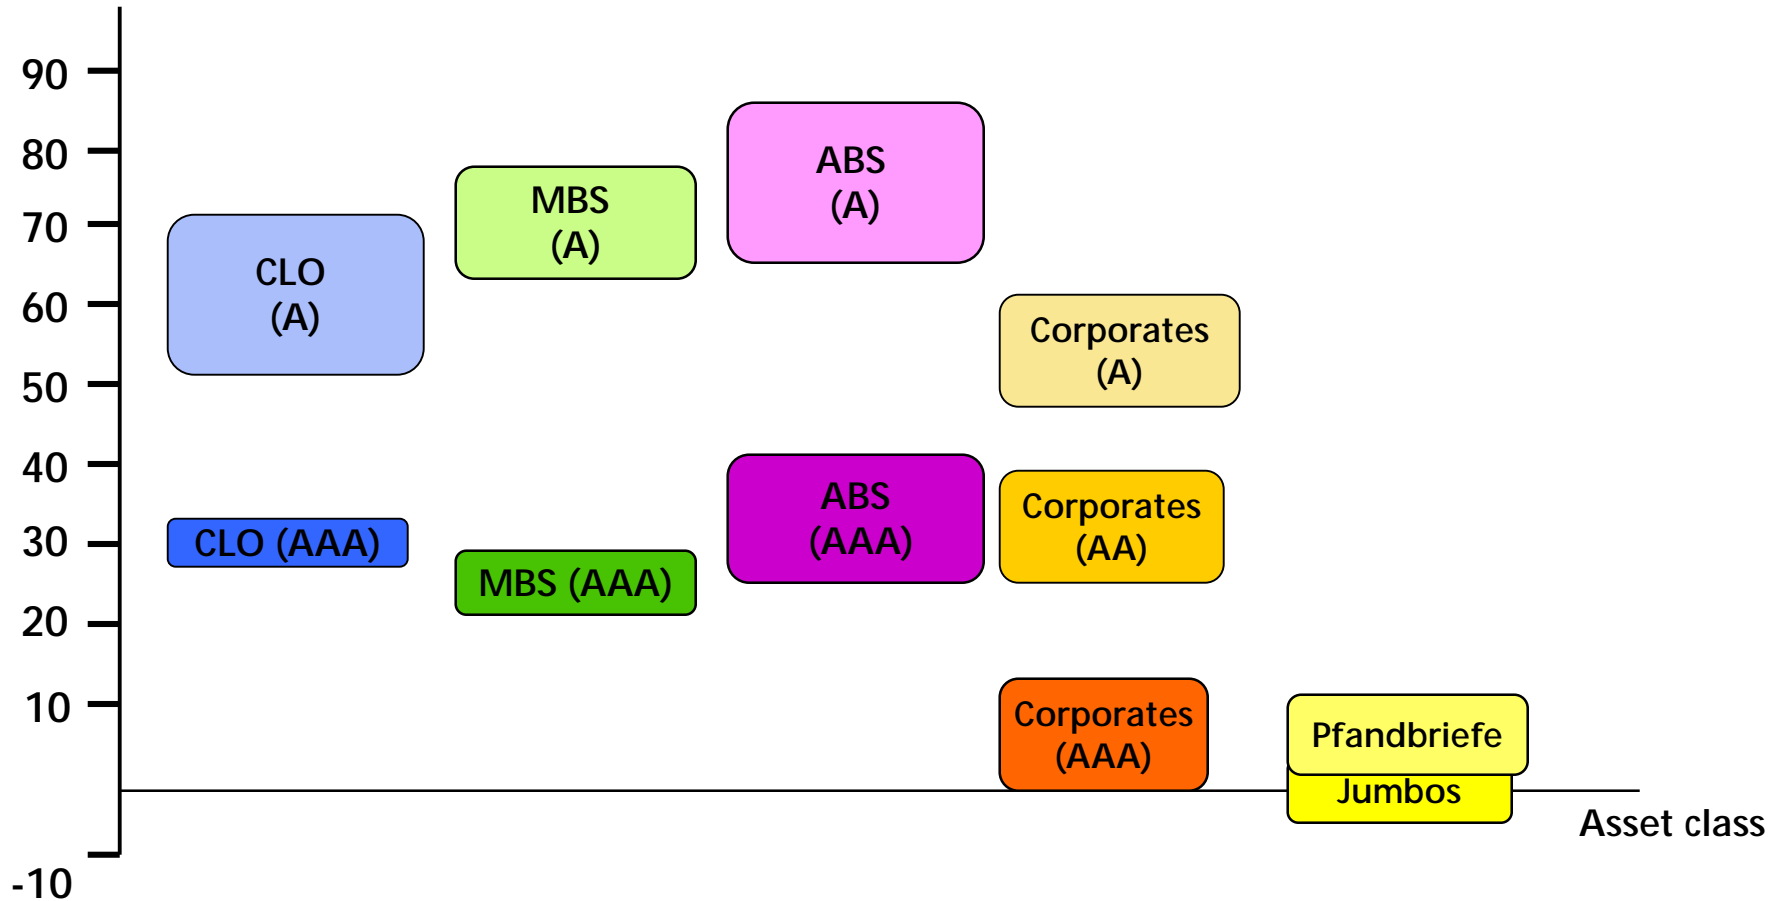 90
80
70
60
50
40
30
20
10
-10
CLO
(A)
MBS
(A)
ABS
(A)
Corporates
(A)
CLO (AAA)
MBS (AAA)
ABS
(AAA)
Corporates
(AA)
Corporates
(AAA)
Pfandbriefe
Jumbos
Asset class